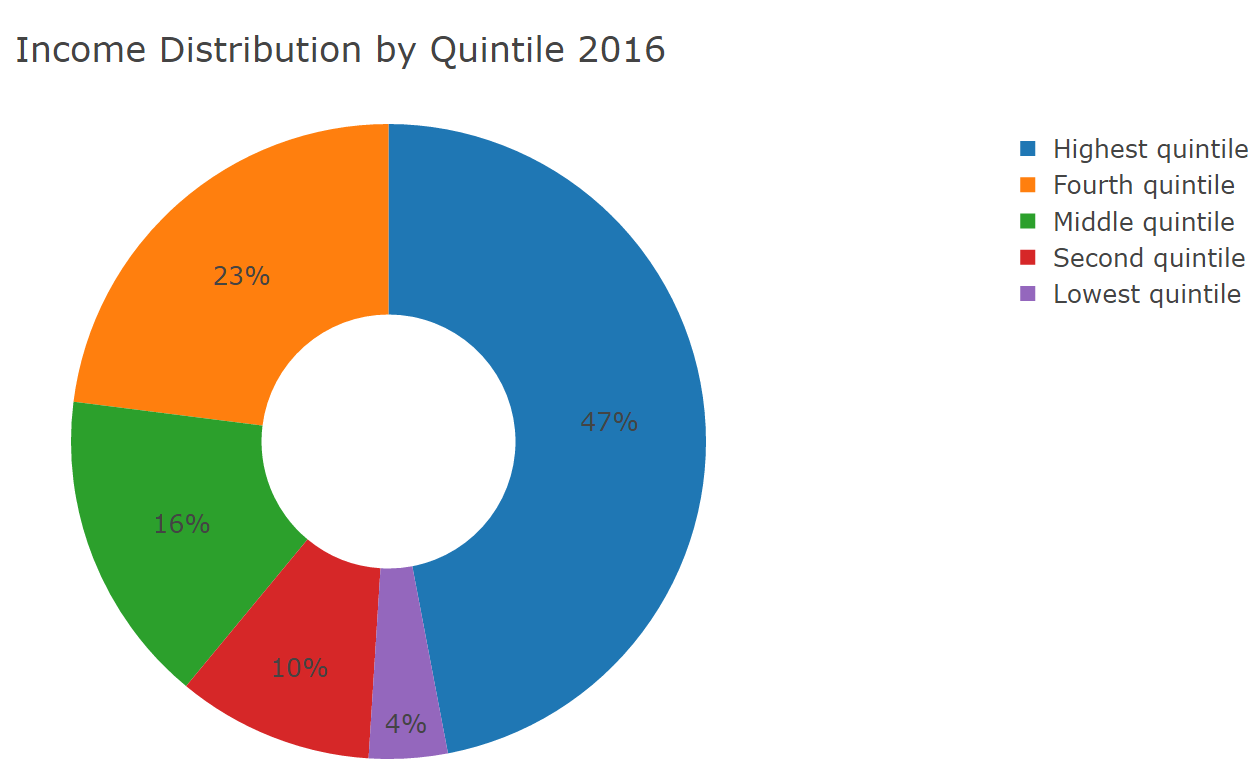 Income Distribution by Quintile 2016
Highest quintile
Fourth quintile
Middle quintile
Second quintile
Lowest quintile
23%
47%
16%
10%
4%